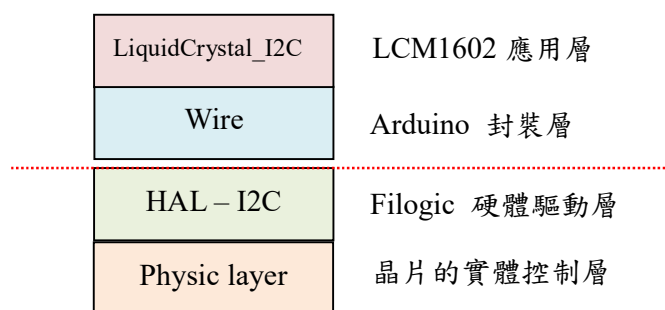 LiquidCrystal_I2C LCM1602 應用層
Wire Arduino 封裝層
HAL – I2C Filogic 硬體驅動層
Physic layer 晶片的實體控制層